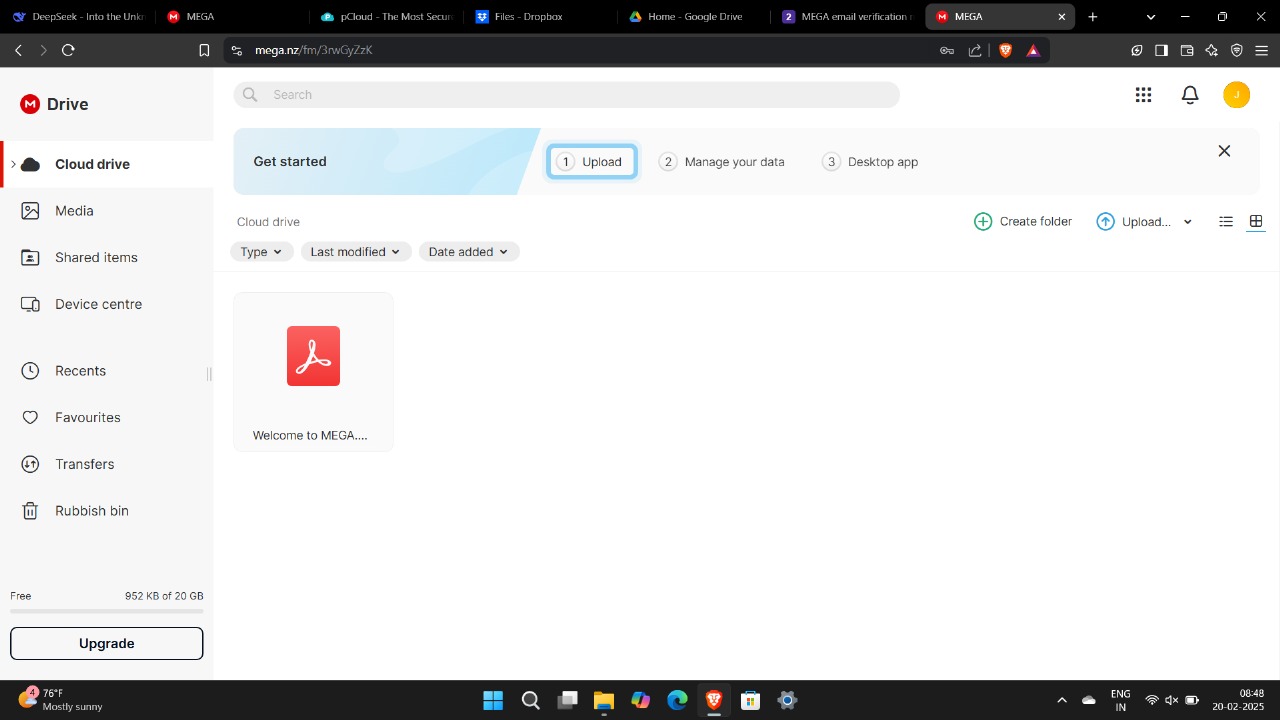 DeepSeek - Into the Unkn
MEGA
pCloud - The Most Secure
Files - Dropbox
Home - Google Drive
2 MEGA email verification
MEGA
mega.nz/fm/3rwGyZzK
Drive
Search
J
Cloud drive
Media
Shared items
Device centre
Recents
Favourites
Transfers
Rubbish bin
Free 952 KB of 20 GB
Upgrade
Get started
1 Upload
2 Manage your data
3 Desktop app
Cloud drive
Create folder
Upload...
Type
Last modified
Date added
Welcome to MEGA....
4
76°F
Mostly sunny
ENG
IN
08:48
20-02-2025